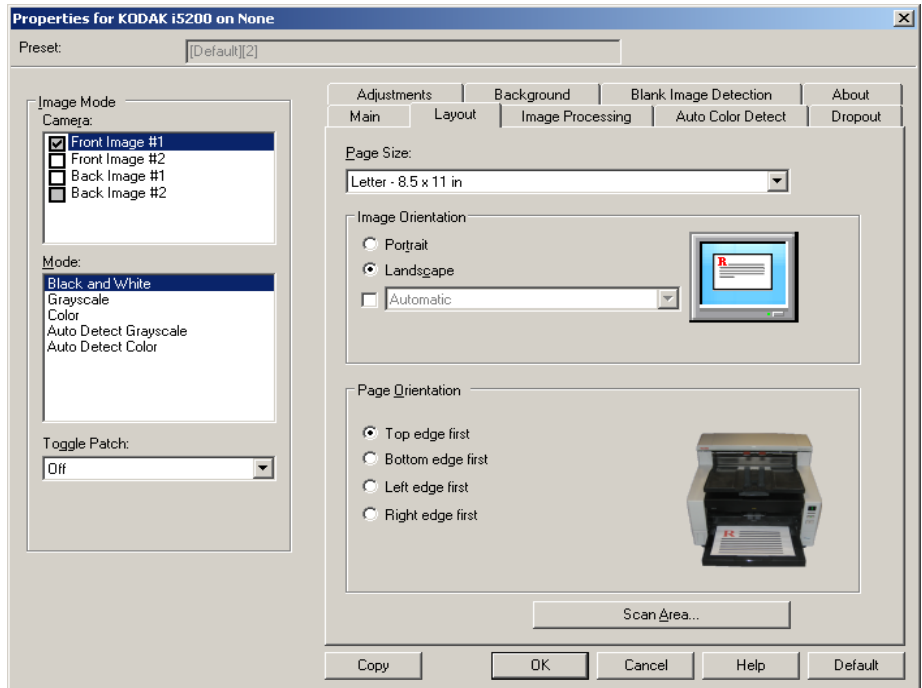 Properties for KODAK i5200 on None
Preset:
[Default][2]
Image Mode
Camera:
Front Image #1
Front Image #2
Back Image #1
Back Image #2
Mode:
Black and White
Grayscale
Color
Auto Detect Grayscale
Auto Detect Color
Toggle Patch:
Off
Adjustments
Background
Blank Image Detection
About
Main
Layout
Image Processing
Auto Color Detect
Dropout
Page Size:
Letter - 8.5 x 11 in
Image Orientation
Portrait
Landscape
Automatic
R
Page Orientation
Top edge first
Bottom edge first
Left edge first
Right edge first
R
Scan Area...
Copy
OK
Cancel
Help
Default